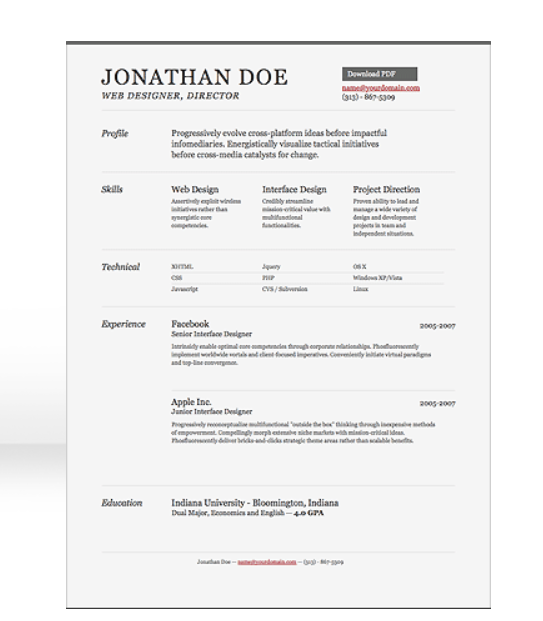 JONATHAN DOE
WEB DESIGNER, DIRECTOR
Download PDF
name@yourdomain.com
(313) - 867-5309
Profile
Progressively evolve cross-platform ideas before impactful
infomediaries. Energistically visualize tactical initiatives
before cross-media catalysts for change.
Skills
Web Design
Assertively exploit wireless
initiatives rather than
synergistic core
competencies.
Interface Design
Credibly streamline
mission-critical value with
multifunctional
functionalities.
Project Direction
Proven ability to lead and
manage a wide variety of
design and development
projects in team and
independent situations.
Technical
XHTML Jquery OS X
CSS PHP Windows XP/Vista
Javascript CVS / Subversion Linux
Experience
Facebook 2005-2007
Senior Interface Designer
Intrinsicly enable optimal core competencies through corporate relationships. Phosfluorescently
implement worldwide vortals and client-focused imperatives. Conveniently initiate virtual paradigms
and top-line convergence.
Apple Inc. 2005-2007
Junior Interface Designer
Progressively reconceptualize multifunctional "outside the box" thinking through inexpensive methods
of empowerment. Compellingly morph extensive niche markets with mission-critical ideas.
Phosfluorescently deliver bricks-and-clicks strategic theme areas rather than scalable benefits.
Education
Indiana University - Bloomington, Indiana
Dual Major, Economics and English — 4.0 GPA
Jonathan Doe — name@yourdomain.com — (313) - 867-5309